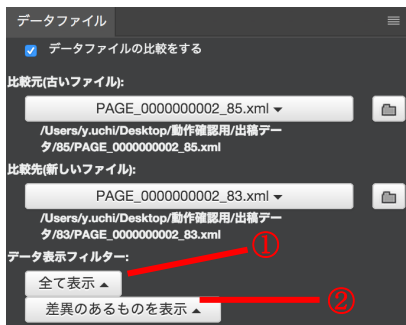 データファイル
データファイルの比較をする
比較元(古いファイル):
PAGE_0000000002_85.xml
/Users/y.uchi/Desktop/動作確認用/出稿デー
タ/85/PAGE_0000000002_85.xml
比較先(新しいファイル):
PAGE_0000000002_83.xml
/Users/y.uchi/Desktop/動作確認用/出稿デー
タ/83/PAGE_0000000002_83.xml
データ表示フィルター:
①
全て表示
差異のあるものを表示
②